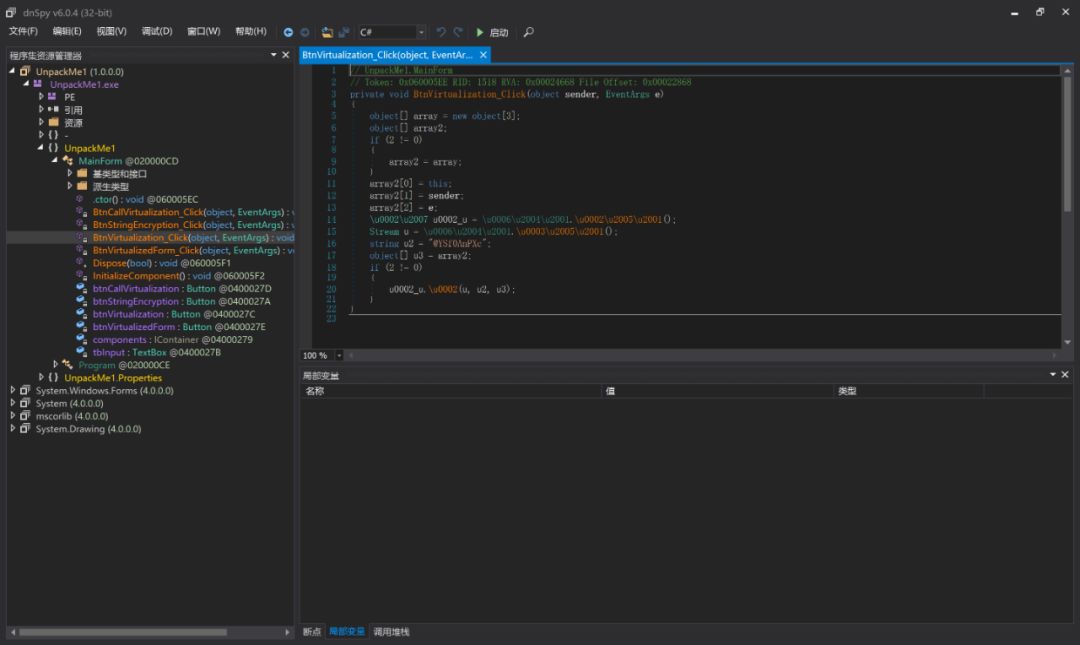 dnSpy v6.0.4 (32-bit)
文件(F) 编辑(E) 视图(V) 调试(D) 窗口(W) 帮助(H) C# 启动
程序集资源管理器
UnpackMe1 (1.0.0.0)
UnpackMe1.exe
PE
引用
资源
{ } -
{ } UnpackMe1
MainForm @020000CD
基类型和接口
派生类型
.ctor() : void @060005EC
BtnCallVirtualization_Click(object, EventArgs) : v
BtnStringEncryption_Click(object, EventArgs) : v
BtnVirtualization_Click(object, EventArgs) : void
BtnVirtualizedForm_Click(object, EventArgs) : v
Dispose(bool) : void @060005F1
InitializeComponent() : void @060005F2
btnCallVirtualization : Button @0400027D
btnStringEncryption : Button @0400027A
btnVirtualization : Button @0400027C
btnVirtualizedForm : Button @0400027E
components : IContainer @04000279
tbInput : TextBox @0400027B
Program @020000CE
{ } UnpackMe1.Properties
System.Windows.Forms (4.0.0.0)
System (4.0.0.0)
mscorlib (4.0.0.0)
System.Drawing (4.0.0.0)
BtnVirtualization_Click(object, EventAr...
1 // UnpackMe1.MainForm
2 // Token: 0x060005EE RID: 1518 RVA: 0x00024668 File Offset: 0x00022868
3 private void BtnVirtualization_Click(object sender, EventArgs e)
4 {
5 object[] array = new object[3];
6 object[] array2;
7 if (2 != 0)
8 {
9 array2 = array;
10 }
11 array2[0] = this;
12 array2[1] = sender;
13 array2[2] = e;
14 \u0002\u2007 u0002_u = \u0006\u2004\u2001.\u0002\u2005\u2001();
15 Stream u = \u0006\u2004\u2001.\u0003\u2005\u2001();
16 string u2 = "@YSf0AnPXc";
17 object[] u3 = array2;
18 if (2 != 0)
19 {
20 u0002_u.\u0002(u, u2, u3);
21 }
22 }
23
100 %
局部变量
名称 值 类型
断点 局部变量 调用堆栈